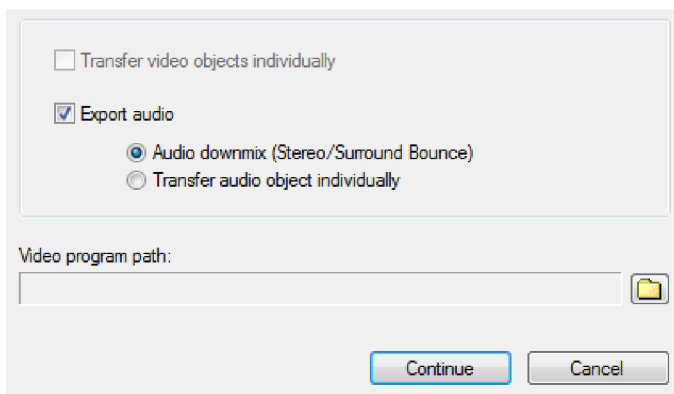 Transfer video objects individually
Export audio
Audio downmix (Stereo/Surround Bounce)
Transfer audio object individually
Video program path:
Continue Cancel